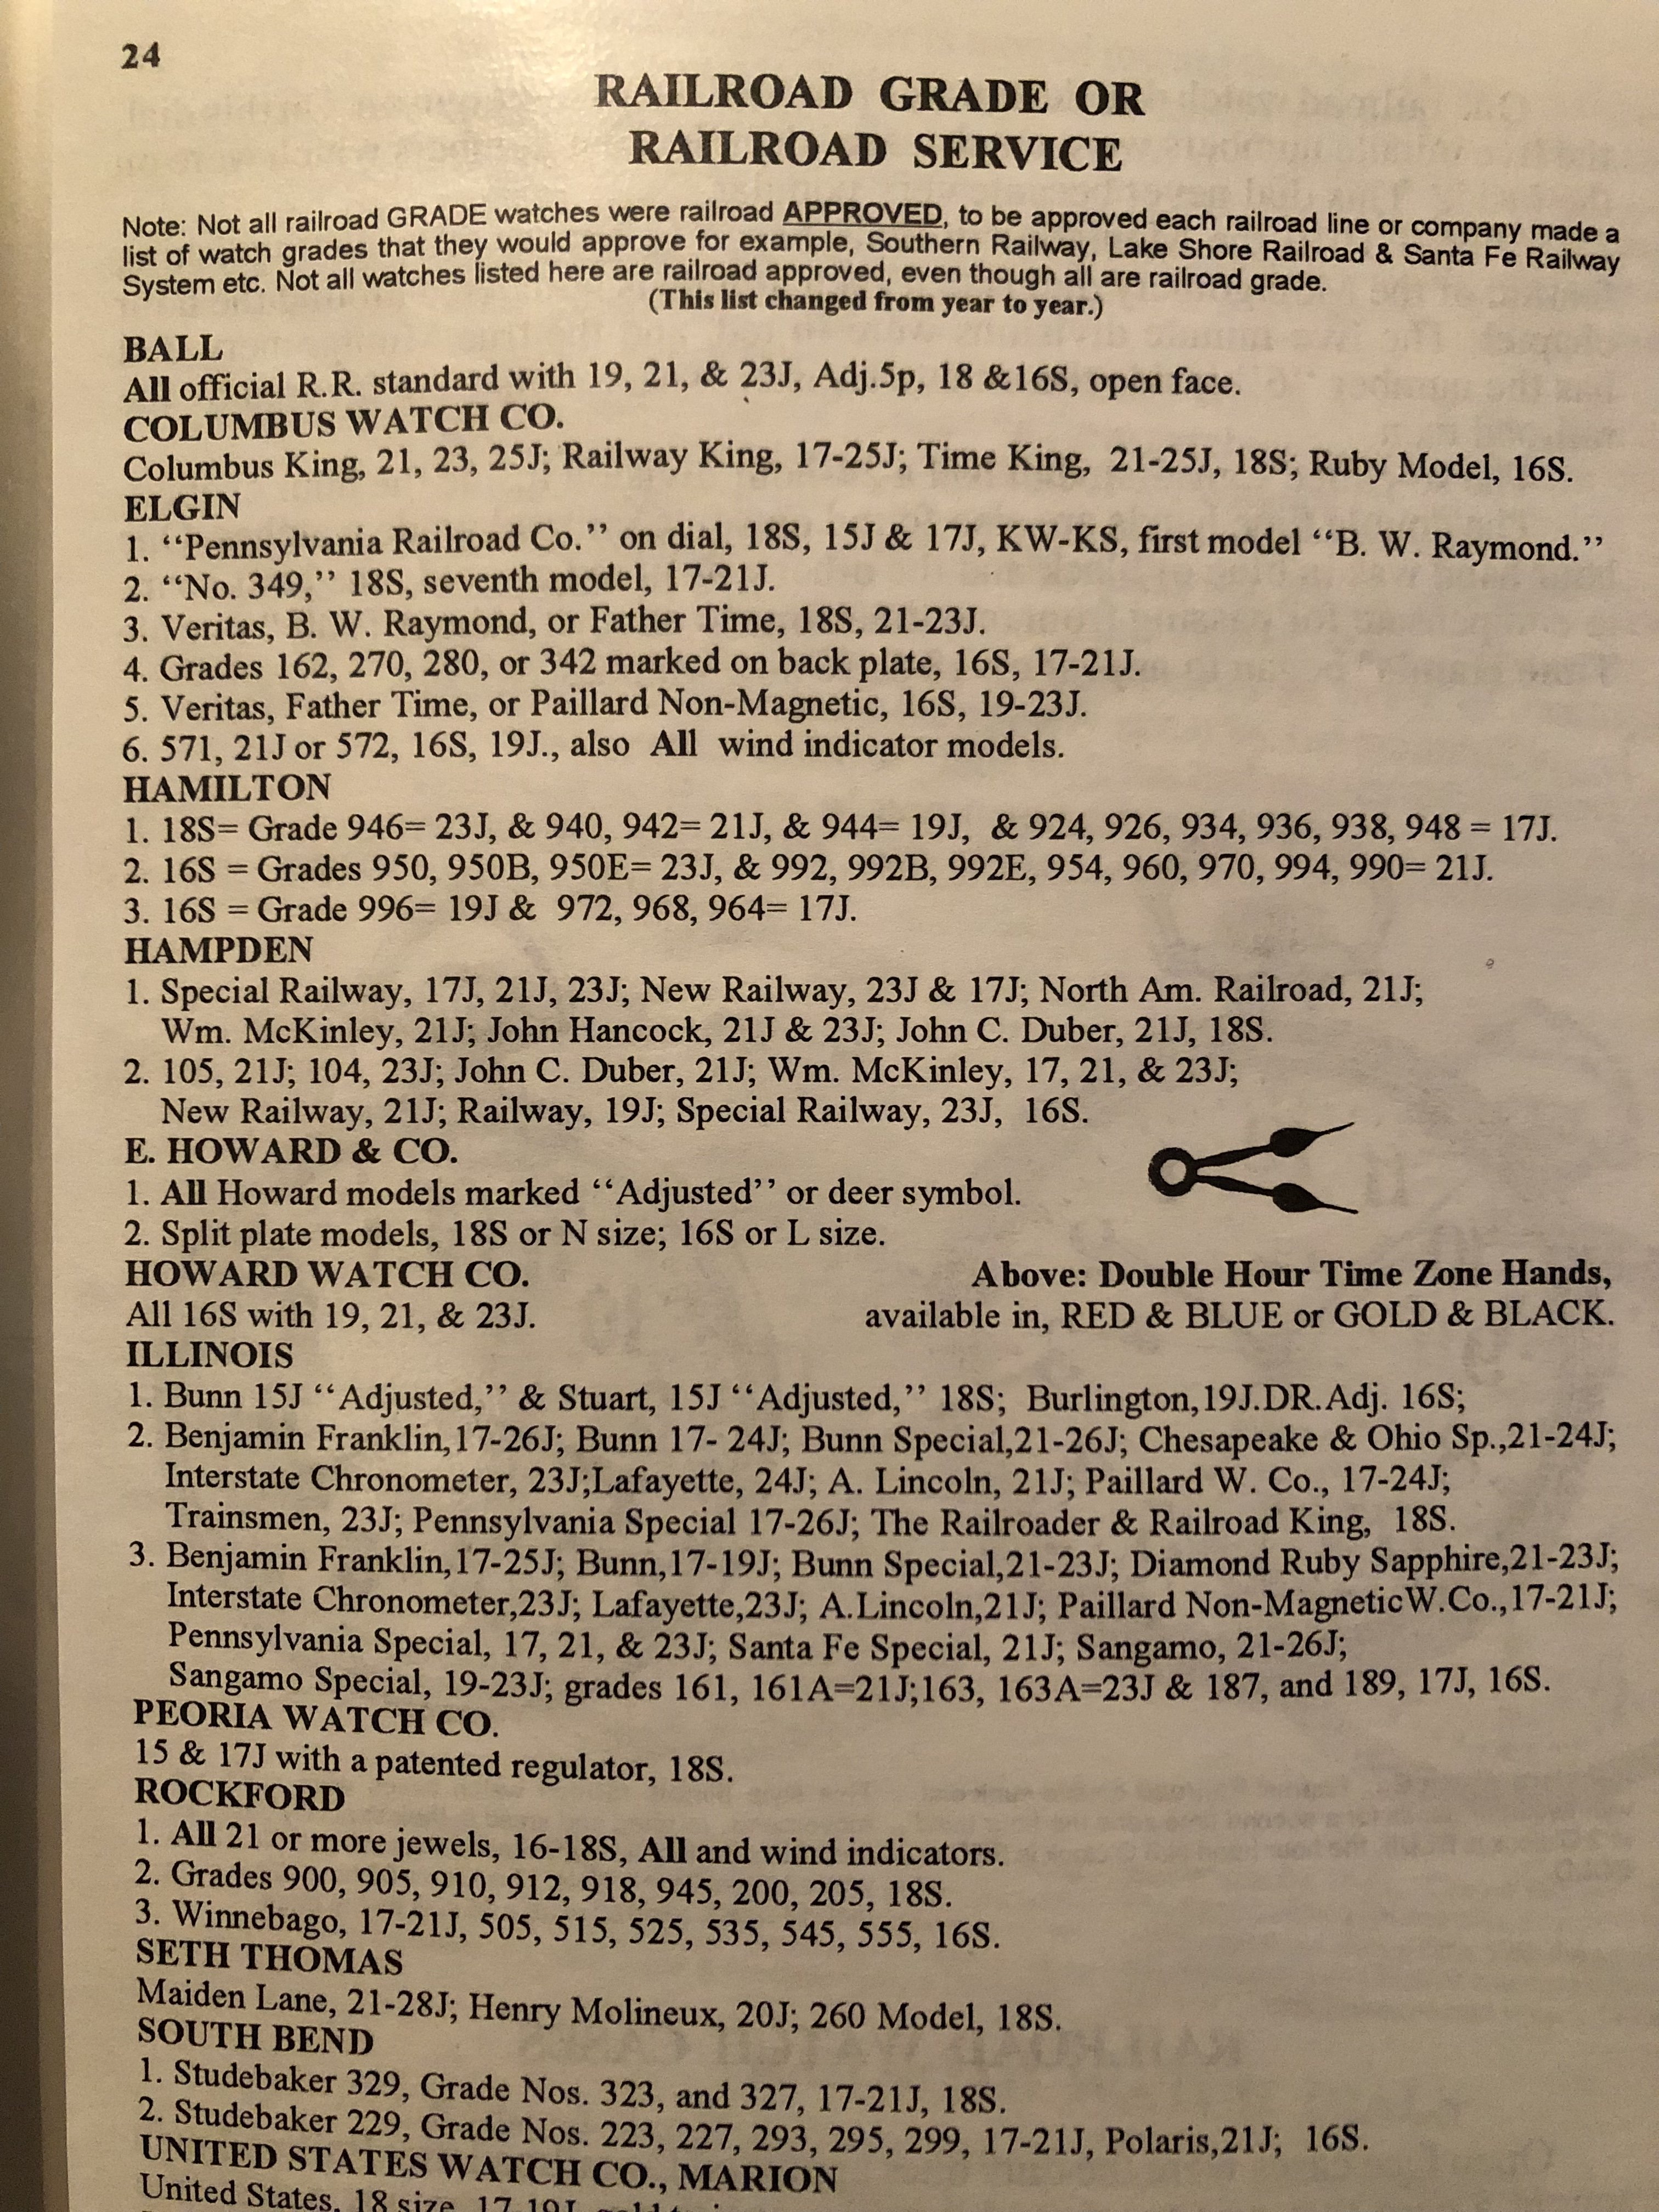 24
RAILROAD GRADE OR
RAILROAD SERVICE
Note: Not all railroad GRADE watches were railroad APPROVED, to be approved each railroad line or company made a
list of watch grades that they would approve for example, Southern Railway, Lake Shore Railroad & Santa Fe Railway
System etc. Not all watches listed here are railroad approved, even though all are railroad grade.
(This list changed from year to year.)
BALL
All official R.R. standard with 19, 21, & 23J, Adj.5p, 18 &16S, open face.
COLUMBUS WATCH CO.
Columbus King, 21, 23, 25J; Railway King, 17-25J; Time King, 21-25J, 18S; Ruby Model, 16S.
ELGIN
1. “Pennsylvania Railroad Co.” on dial, 18S, 15J & 17J, KW-KS, first model “B. W. Raymond.”
2. “No. 349,” 18S, seventh model, 17-21J.
3. Veritas, B. W. Raymond, or Father Time, 18S, 21-23J.
4. Grades 162, 270, 280, or 342 marked on back plate, 16S, 17-21J.
5. Veritas, Father Time, or Paillard Non-Magnetic, 16S, 19-23J.
6. 571, 21J or 572, 16S, 19J., also All wind indicator models.
HAMILTON
1. 18S= Grade 946= 23J, & 940, 942= 21J, & 944= 19J, & 924, 926, 934, 936, 938, 948 = 17J.
2. 16S = Grades 950, 950B, 950E= 23J, & 992, 992B, 992E, 954, 960, 970, 994, 990= 21J.
3. 16S = Grade 996= 19J & 972, 968, 964= 17J.
HAMPDEN
1. Special Railway, 17J, 21J, 23J; New Railway, 23J & 17J; North Am. Railroad, 21J;
Wm. McKinley, 21J; John Hancock, 21J & 23J; John C. Duber, 21J, 18S.
2. 105, 21J; 104, 23J; John C. Duber, 21J; Wm. McKinley, 17, 21, & 23J;
New Railway, 21J; Railway, 19J; Special Railway, 23J, 16S.
E. HOWARD & CO.
1. All Howard models marked “Adjusted” or deer symbol.
2. Split plate models, 18S or N size; 16S or L size.
HOWARD WATCH CO.
All 16S with 19, 21, & 23J.
Above: Double Hour Time Zone Hands,
available in, RED & BLUE or GOLD & BLACK.
ILLINOIS
1. Bunn 15J “Adjusted,” & Stuart, 15J “Adjusted,” 18S; Burlington,19J.DR.Adj. 16S;
2. Benjamin Franklin,17-26J; Bunn 17- 24J; Bunn Special,21-26J; Chesapeake & Ohio Sp.,21-24J;
Interstate Chronometer, 23J;Lafayette, 24J; A. Lincoln, 21J; Paillard W. Co., 17-24J;
Trainsmen, 23J; Pennsylvania Special 17-26J; The Railroader & Railroad King, 18S.
3. Benjamin Franklin,17-25J; Bunn,17-19J; Bunn Special,21-23J; Diamond Ruby Sapphire,21-23J;
Interstate Chronometer,23J; Lafayette,23J; A.Lincoln,21J; Paillard Non-MagneticW.Co.,17-21J;
Pennsylvania Special, 17, 21, & 23J; Santa Fe Special, 21J; Sangamo, 21-26J;
Sangamo Special, 19-23J; grades 161, 161A=21J;163, 163A=23J & 187, and 189, 17J, 16S.
PEORIA WATCH CO.
15 & 17J with a patented regulator, 18S.
ROCKFORD
1. All 21 or more jewels, 16-18S, All and wind indicators.
2. Grades 900, 905, 910, 912, 918, 945, 200, 205, 18S.
3. Winnebago, 17-21J, 505, 515, 525, 535, 545, 555, 16S.
SETH THOMAS
Maiden Lane, 21-28J; Henry Molineux, 20J; 260 Model, 18S.
SOUTH BEND
1. Studebaker 329, Grade Nos. 323, and 327, 17-21J, 18S.
2. Studebaker 229, Grade Nos. 223, 227, 293, 295, 299, 17-21J, Polaris,21J; 16S.
UNITED STATES WATCH CO., MARION
United States, 18 size, 17-19J,